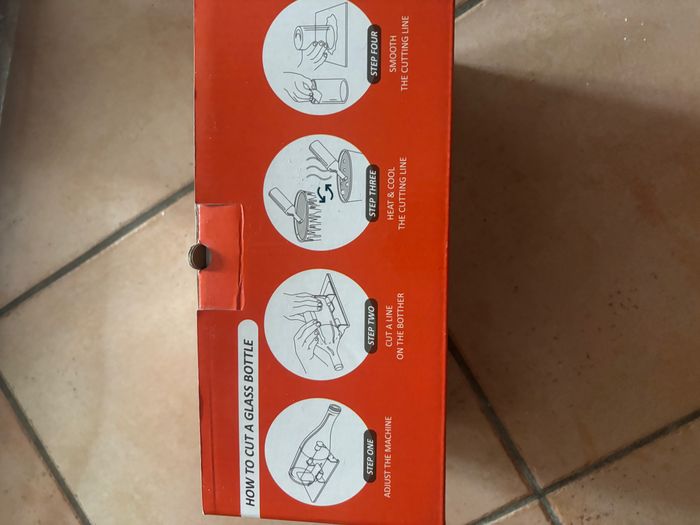 HOW TO CUT A GLASS BOTTLE
STEP ONE
ADJUST THE MACHINE
STEP TWO
CUT A LINE
ON THE BOTTHER
STEP THREE
HEAT & COOL
THE CUTTING LINE
STEP FOUR
SMOOTH
THE CUTTING LINE